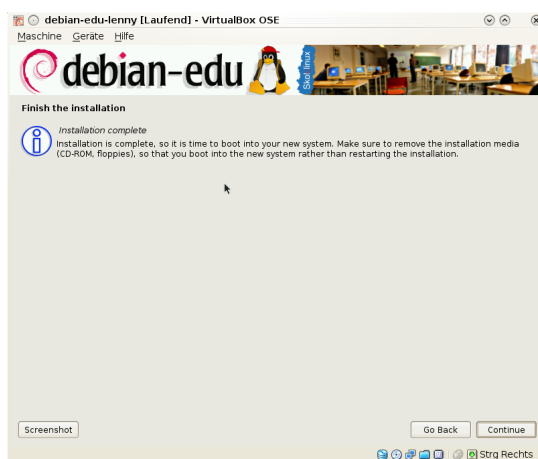 debian-edu-lenny [Laufend] - VirtualBox OSE
Maschine Geräte Hilfe
debian-edu
Skolelinux
Finish the installation
Installation complete
Installation is complete, so it is time to boot into your new system. Make sure to remove the installation media
(CD-ROM, floppies), so that you boot into the new system rather than restarting the installation.
Screenshot
Go Back
Continue
Strg Rechts